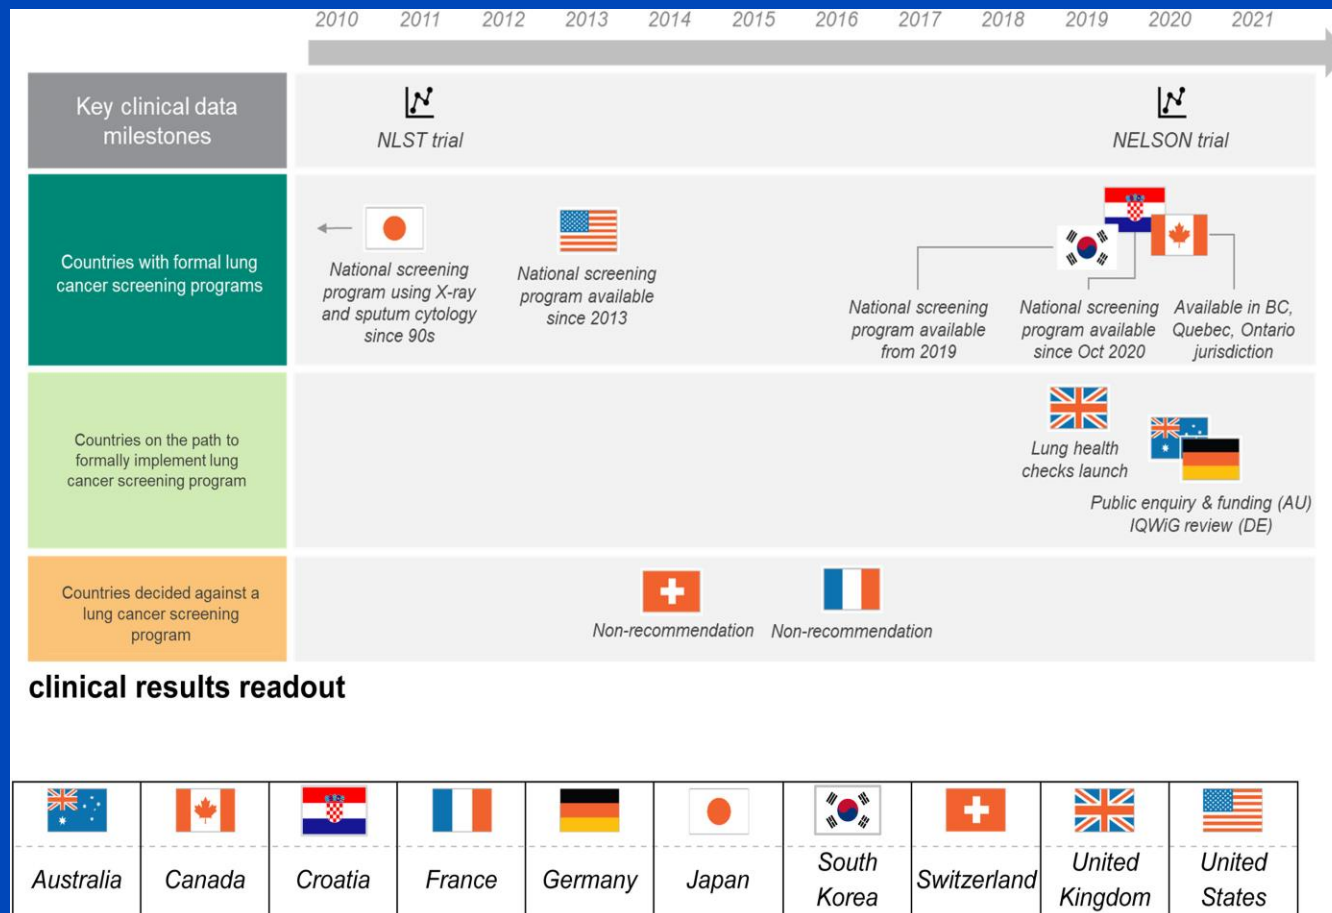 2010 2011 2012 2013 2014 2015 2016 2017 2018 2019 2020 2021
Key clinical data
milestones
NLST trial
NELSON trial
Countries with formal lung
cancer screening programs
National screening
program using X-ray
and sputum cytology
since 90s
National screening
program available
since 2013
National screening
program available
from 2019
National screening
program available
since Oct 2020
Available in BC,
Quebec, Ontario
jurisdiction
Countries on the path to
formally implement lung
cancer screening program
Lung health
checks launch
Public enquiry & funding (AU)
IQWiG review (DE)
Countries decided against a
lung cancer screening
program
Non-recommendation
Non-recommendation
clinical results readout
Australia
Canada
Croatia
France
Germany
Japan
South
Korea
Switzerland
United
Kingdom
United
States